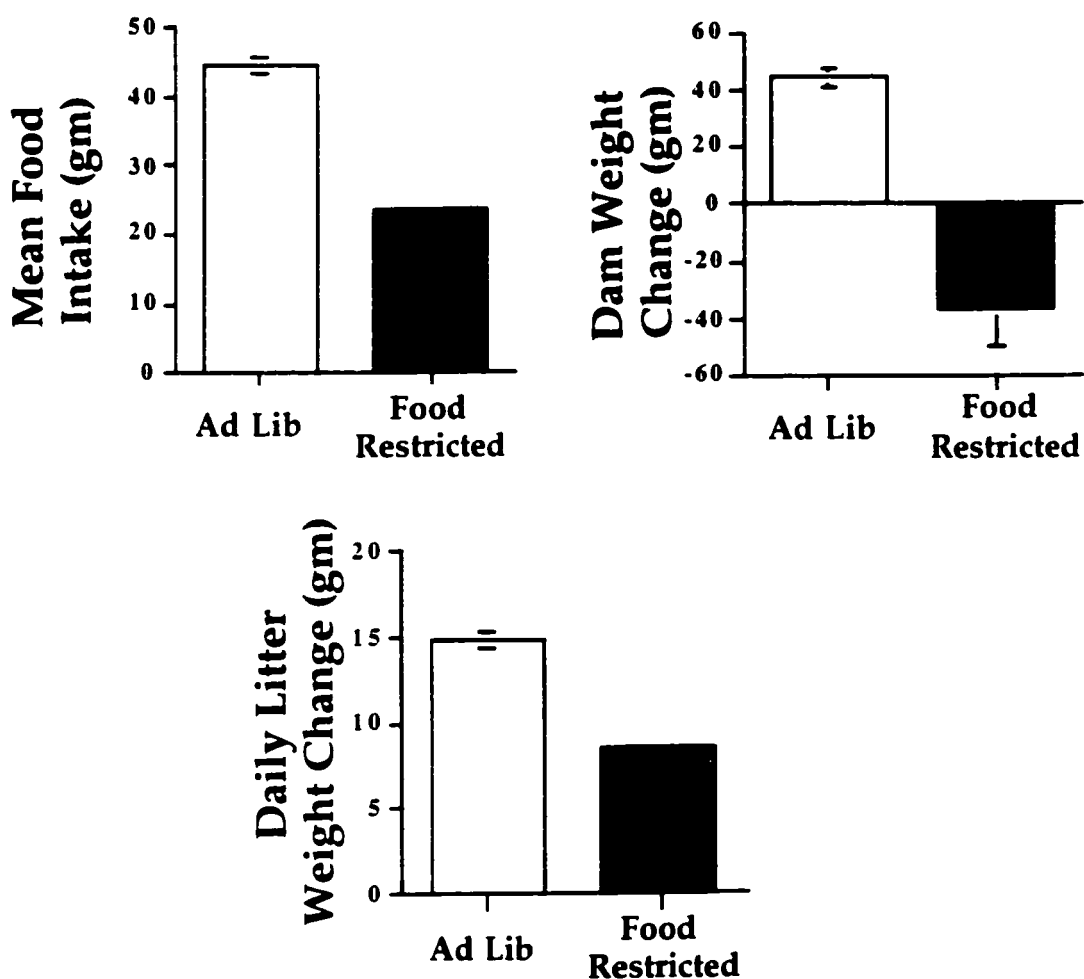 Mean Food
Intake (gm)
50
40
30
20
10
0
Ad Lib
Food
Restricted
Dam Weight
Change (gm)
60
40
20
0
-20
-40
-60
Ad Lib
Food
Restricted
Daily Litter
Weight Change (gm)
20
15
10
5
0
Ad Lib
Food
Restricted